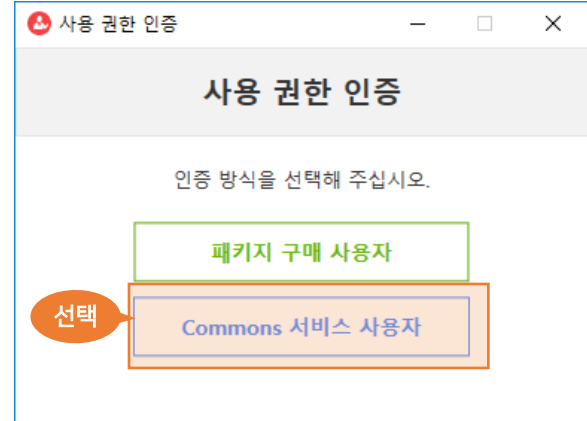 사용 권한 인증
사용 권한 인증
인증 방식을 선택해 주십시오.
패키지 구매 사용자
선택
Commons 서비스 사용자